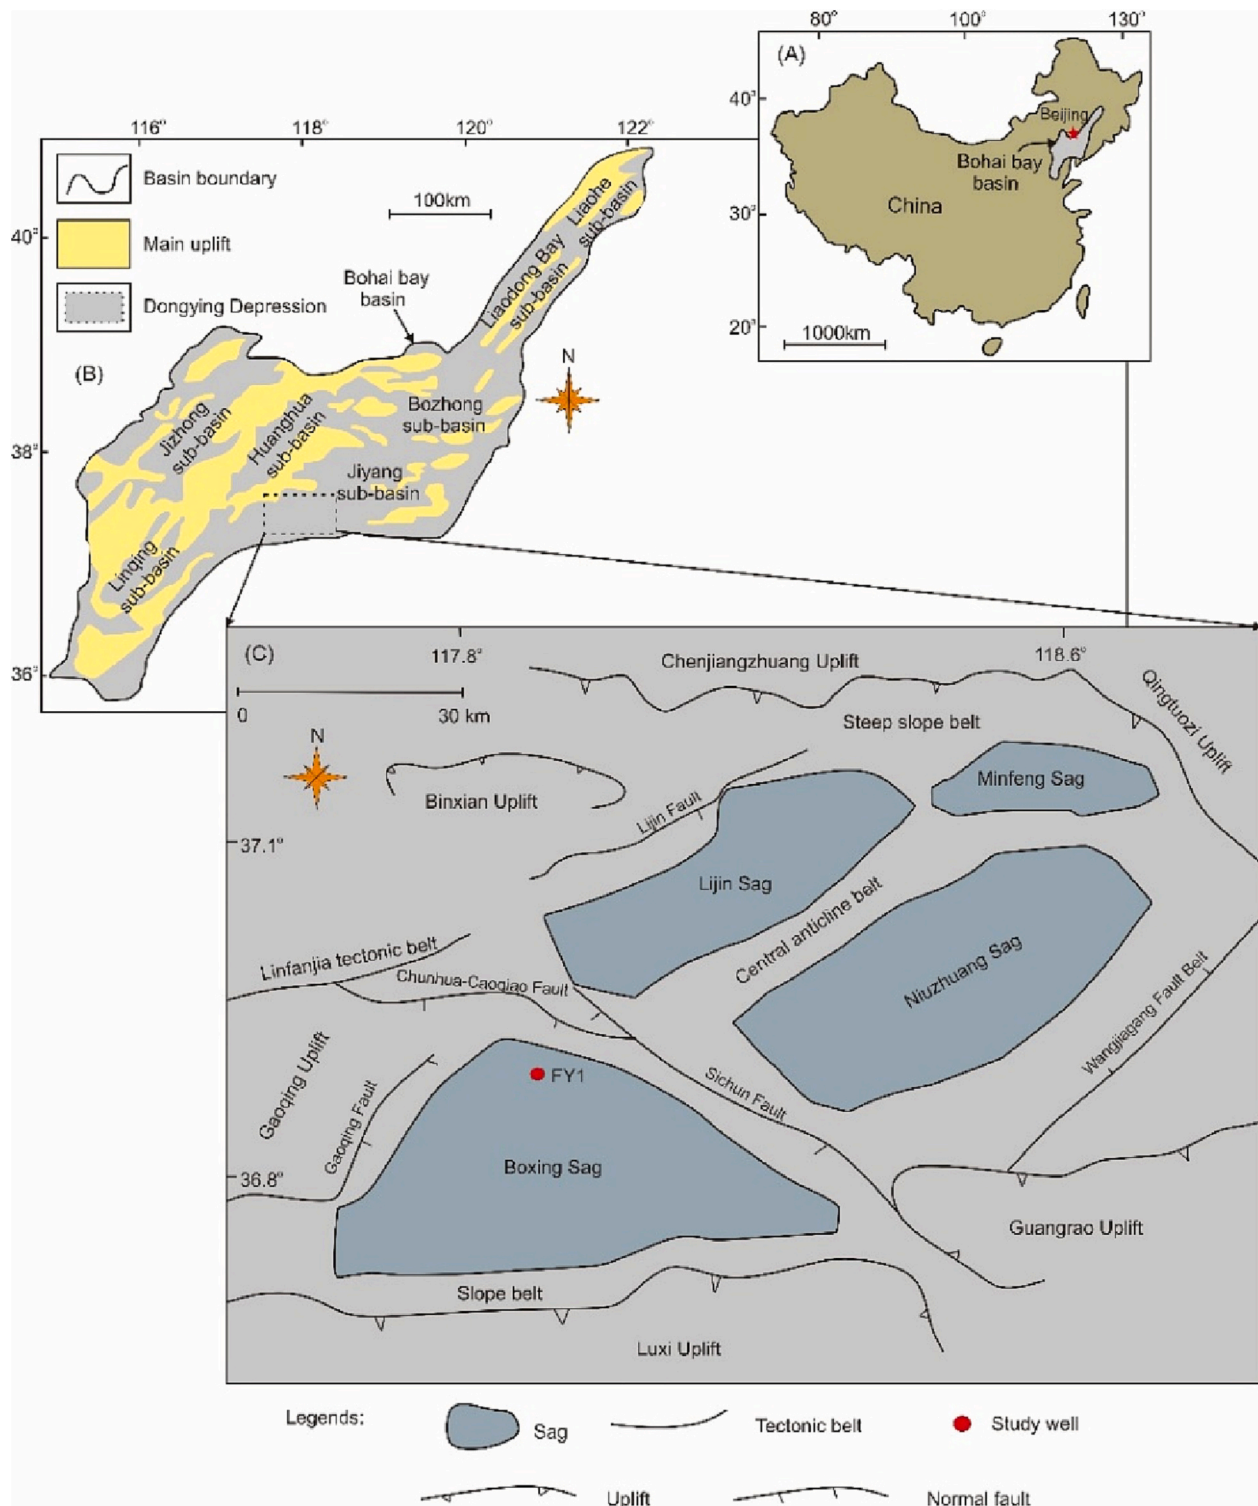 80° 100° 130°
(A)
40°
Beijing
Bohai bay
basin
China
30°
20°
1000km
116° 118° 120° 122°
Basin boundary
Main uplift
Dongying Depression
100km
40°
Liaohe
sub-basin
Liaodong Bay
sub-basin
Bohai bay
basin
N
(B)
Jizhong
sub-basin
Huanghua
sub-basin
Bozhong
sub-basin
38°
Jiyang
sub-basin
Linqing
sub-basin
36°
(C)
117.8° 118.6°
Chenjiangzhuang Uplift
Qingtuozi Uplift
0 30 km
Steep slope belt
N
Binxian Uplift
Minfeng Sag
Lijin Fault
37.1°
Lijin Sag
Central anticline belt
Niuzhuang Sag
Linfanjia tectonic belt
Chunhua-Caoqiao Fault
Wangjiagang Fault Belt
Gaoqing Uplift
Gaoqing Fault
FY1
Sichun Fault
36.8°
Boxing Sag
Guangrao Uplift
Slope belt
Luxi Uplift
Legends:
Sag
Tectonic belt
Study well
Uplift
Normal fault